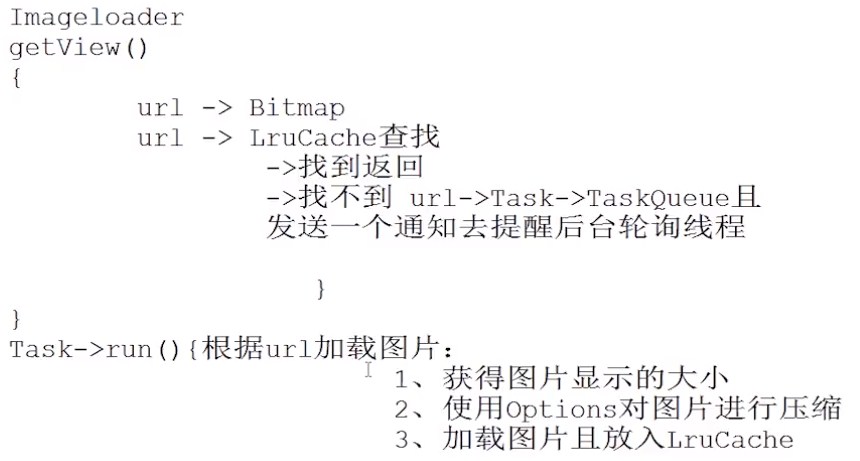 Imageloader
getView()
{
url -> Bitmap
url -> LruCache查找
->找到返回
->找不到 url->Task->TaskQueue且
发送一个通知去提醒后台轮询线程
}
}
Task->run(){根据url加载图片：
1、获得图片显示的大小
2、使用Options对图片进行压缩
3、加载图片且放入LruCache